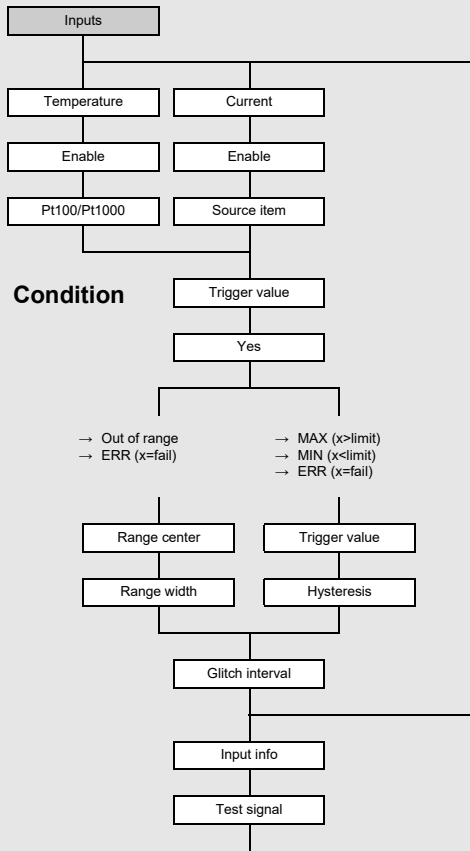 Inputs
Temperature
Current
Enable
Enable
Pt100/Pt1000
Source item
Condition
Trigger value
Yes
→ Out of range
→ ERR (x=fail)
→ MAX (x>limit)
→ MIN (x<limit)
→ ERR (x=fail)
Range center
Trigger value
Range width
Hysteresis
Glitch interval
Input info
Test signal